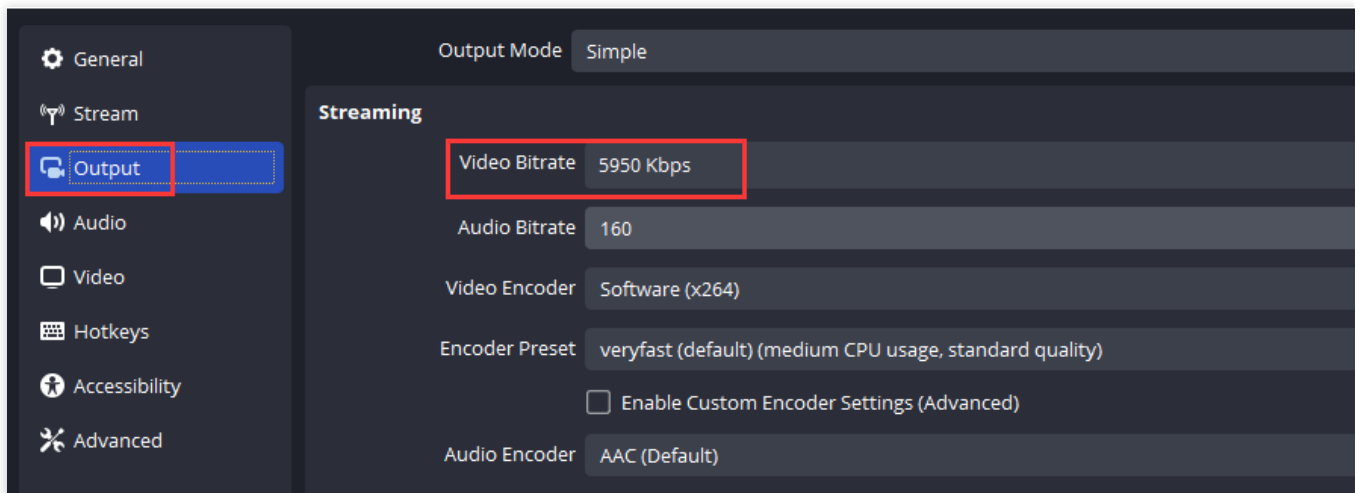 General
Stream
Output
Audio
Video
Hotkeys
Accessibility
Advanced
Output Mode Simple
Streaming
Video Bitrate 5950 Kbps
Audio Bitrate 160
Video Encoder Software (x264)
Encoder Preset veryfast (default) (medium CPU usage, standard quality)
Enable Custom Encoder Settings (Advanced)
Audio Encoder AAC (Default)